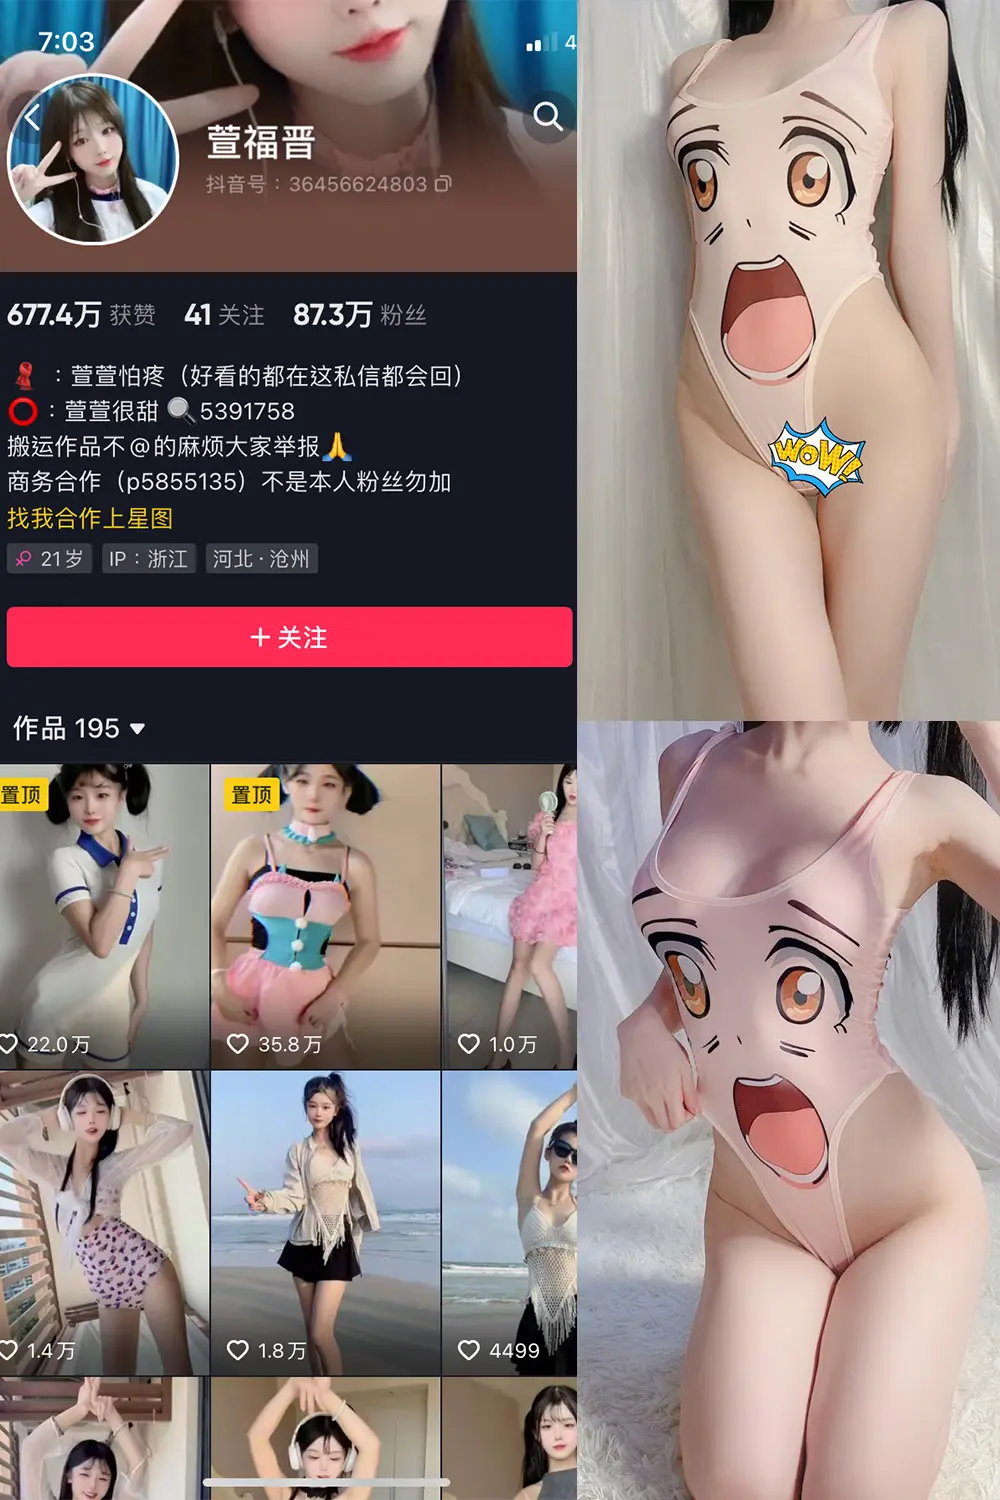 7:03
4
萱福晋
抖音号：36456624803
677.4万 获赞 41 关注 87.3万 粉丝
：萱萱怕疼（好看的都在这私信都会回）
：萱萱很甜 5391758
搬运作品不@的麻烦大家举报
商务合作（p5855135）不是本人粉丝勿加
找我合作上星图
21岁 IP：浙江 河北·沧州
+ 关注
作品 195
置顶 置顶
22.0万 35.8万 1.0万
1.4万 1.8万 4499
WOW!